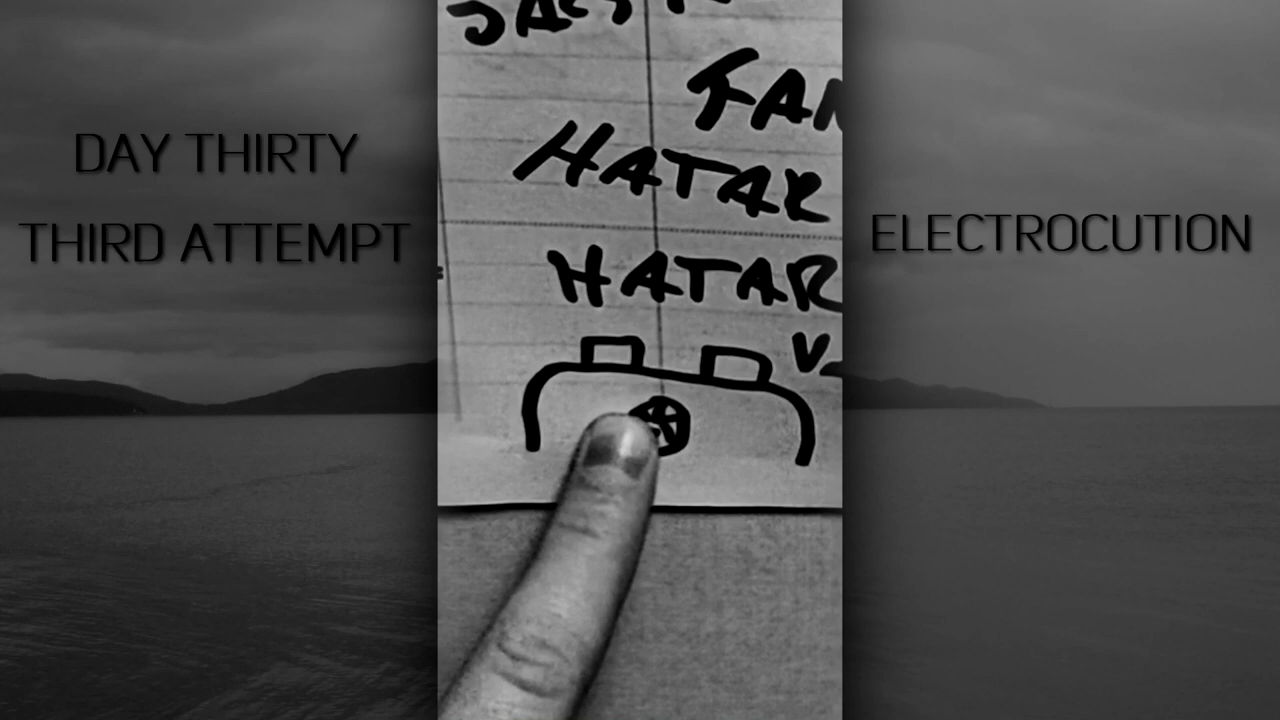 DAY THIRTY
THIRD ATTEMPT
ELECTROCUTION
HATAR
HATAR